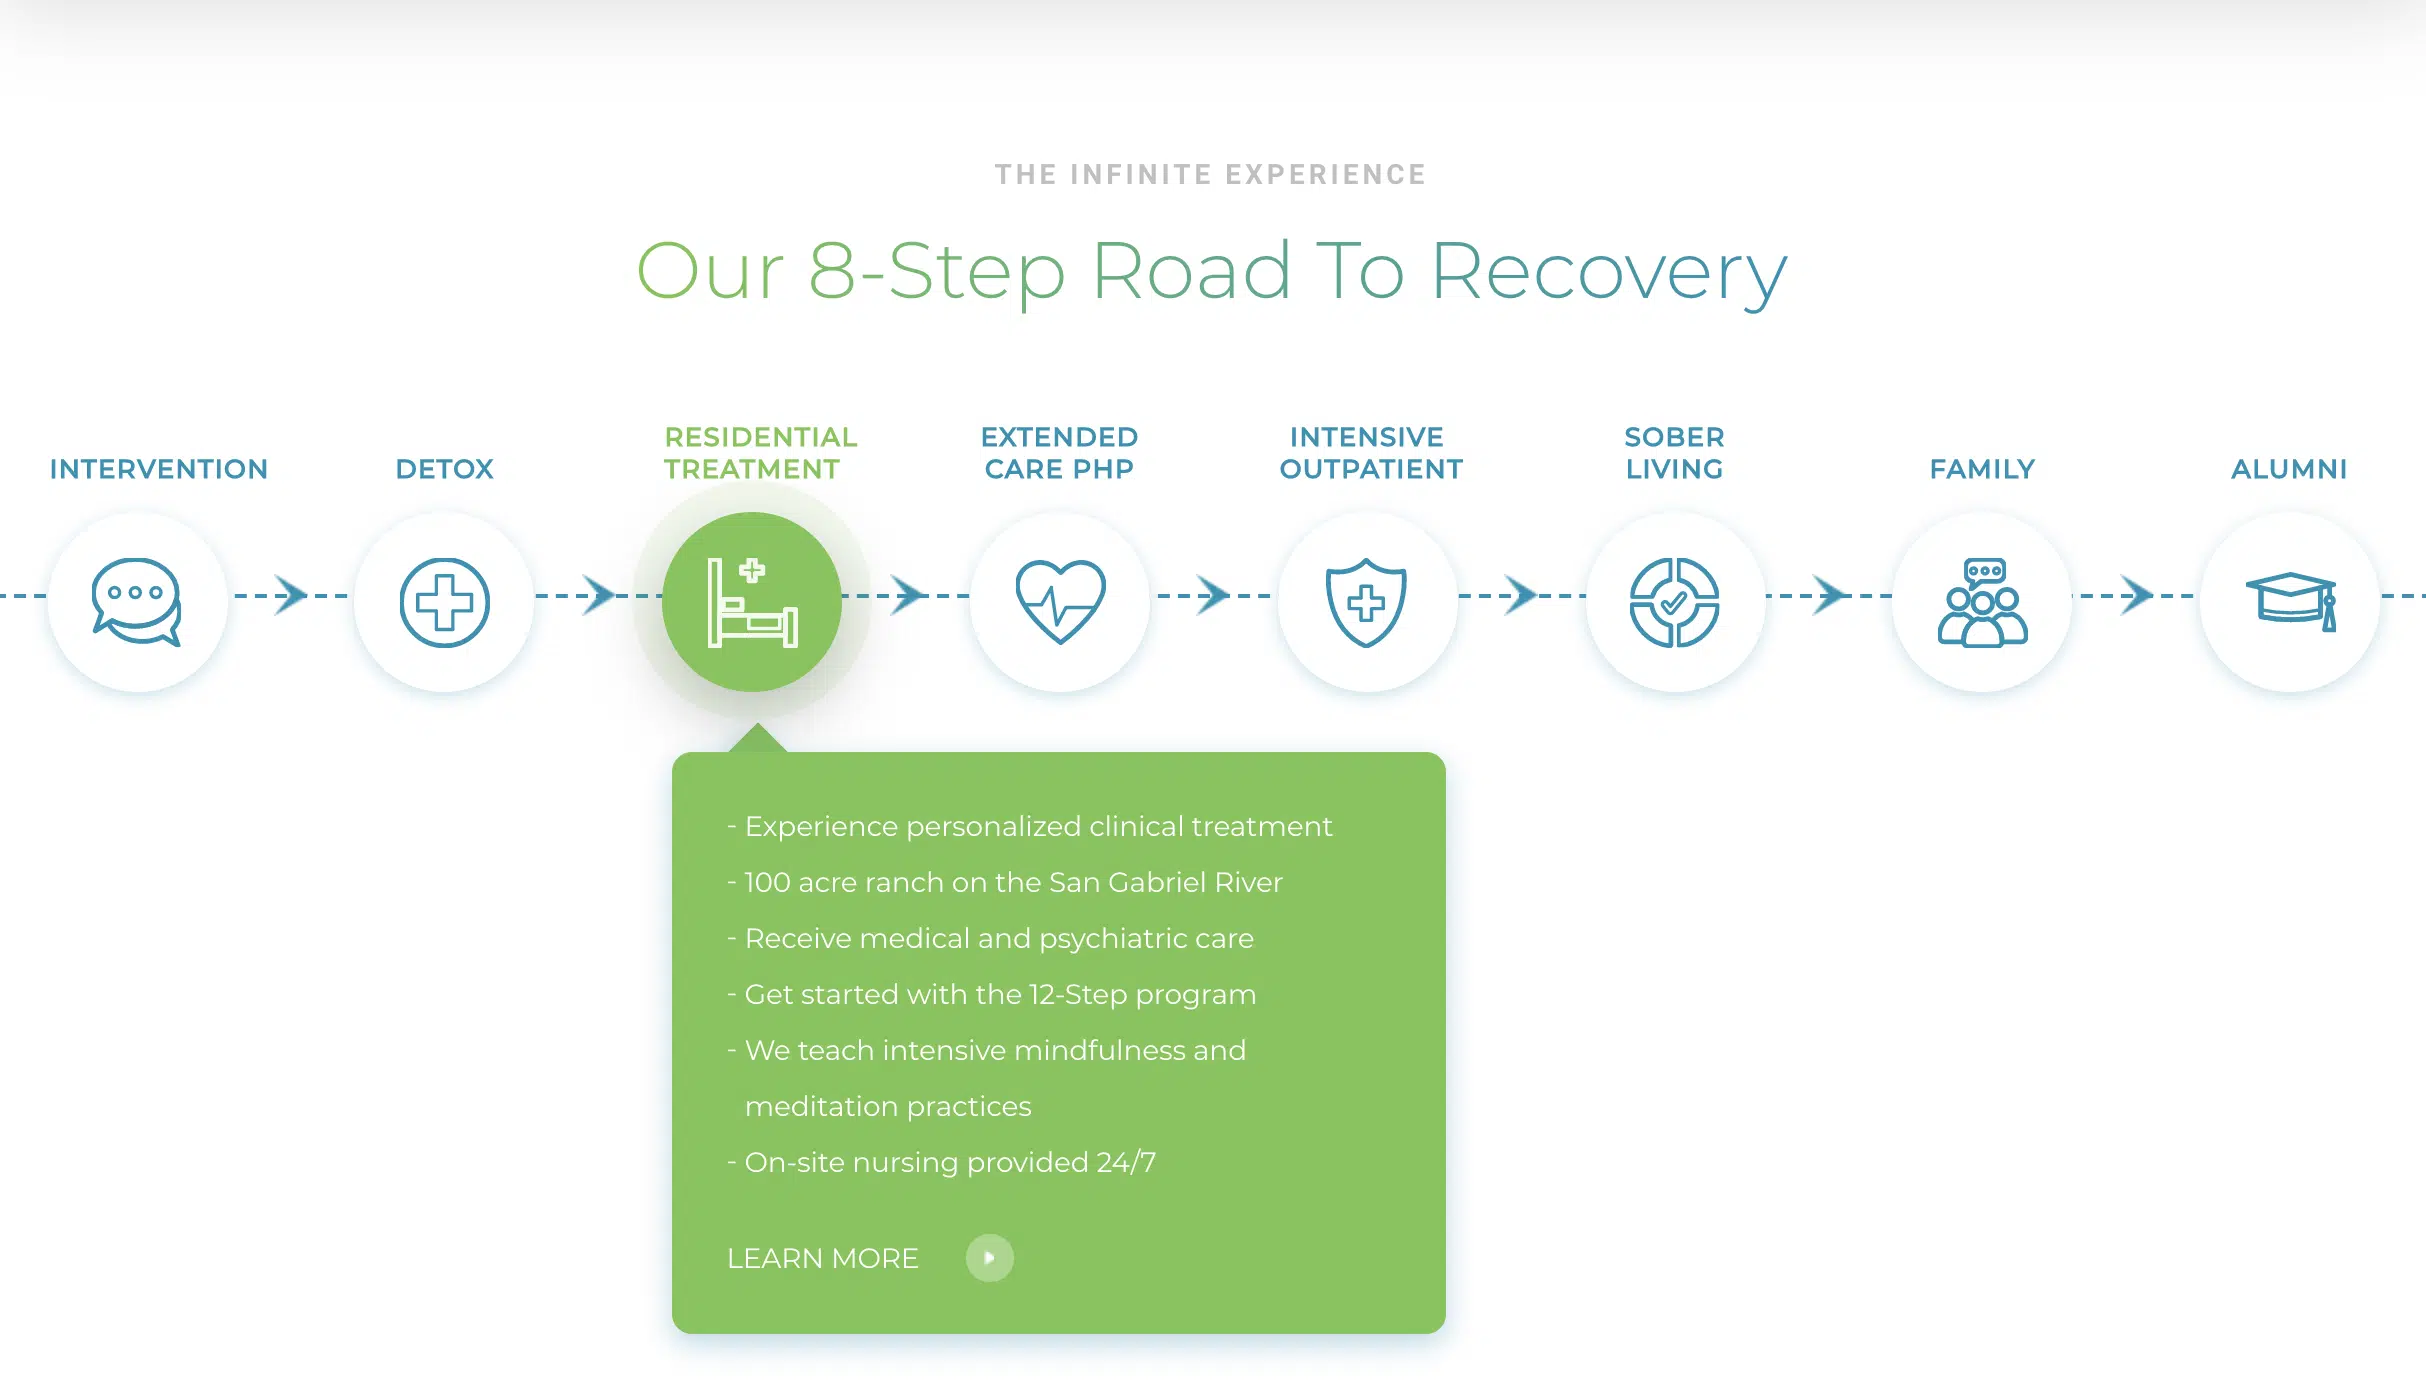 THE INFINITE EXPERIENCE
Our 8-Step Road To Recovery
INTERVENTION
DETOX
RESIDENTIAL
TREATMENT
EXTENDED
CARE PHP
INTENSIVE
OUTPATIENT
SOBER
LIVING
FAMILY
ALUMNI
- Experience personalized clinical treatment
- 100 acre ranch on the San Gabriel River
- Receive medical and psychiatric care
- Get started with the 12-Step program
- We teach intensive mindfulness and
meditation practices
- On-site nursing provided 24/7
LEARN MORE